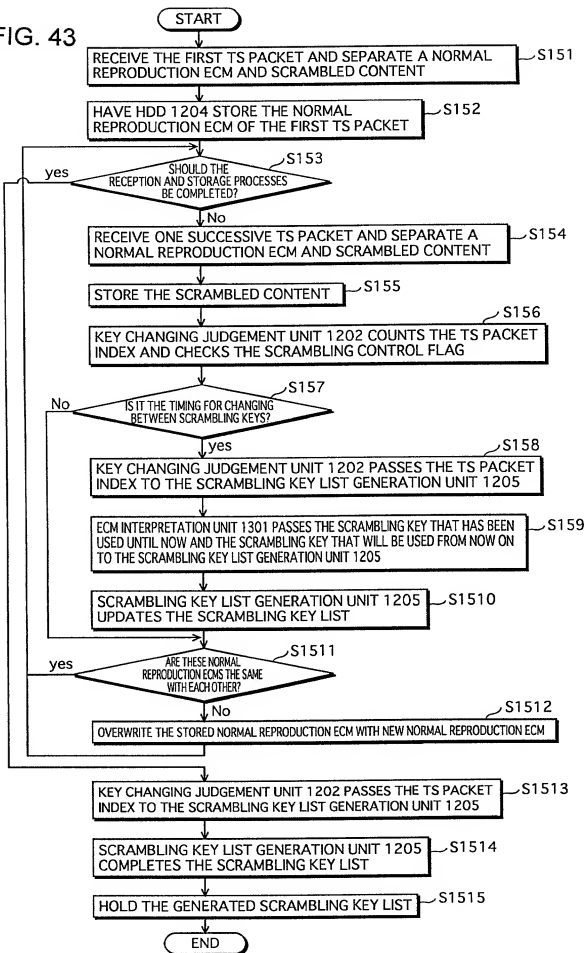 FIG. 43
START
RECEIVE THE FIRST TS PACKET AND SEPARATE A NORMAL
REPRODUCTION ECM AND SCRAMBLED CONTENT
S151
HAVE HDD 1204 STORE THE NORMAL
REPRODUCTION ECM OF THE FIRST TS PACKET
S152
SHOULD THE
RECEPTION AND STORAGE PROCESSES
BE COMPLETED?
S153
yes
No
RECEIVE ONE SUCCESSIVE TS PACKET AND SEPARATE A
NORMAL REPRODUCTION ECM AND SCRAMBLED CONTENT
S154
STORE THE SCRAMBLED CONTENT
S155
KEY CHANGING JUDGEMENT UNIT 1202 COUNTS THE TS PACKET
INDEX AND CHECKS THE SCRAMBLING CONTROL FLAG
S156
IS IT THE TIMING FOR CHANGING
BETWEEN SCRAMBLING KEYS?
S157
No
yes
KEY CHANGING JUDGEMENT UNIT 1202 PASSES THE TS PACKET
INDEX TO THE SCRAMBLING KEY LIST GENERATION UNIT 1205
S158
ECM INTERPRETATION UNIT 1301 PASSES THE SCRAMBLING KEY THAT HAS BEEN
USED UNTIL NOW AND THE SCRAMBLING KEY THAT WILL BE USED FROM NOW ON
TO THE SCRAMBLING KEY LIST GENERATION UNIT 1205
S159
SCRAMBLING KEY LIST GENERATION UNIT 1205
UPDATES THE SCRAMBLING KEY LIST
S1510
ARE THESE NORMAL
REPRODUCTION ECMS THE SAME
WITH EACH OTHER?
S1511
yes
No
OVERWRITE THE STORED NORMAL REPRODUCTION ECM WITH NEW NORMAL REPRODUCTION ECM
S1512
KEY CHANGING JUDGEMENT UNIT 1202 PASSES THE TS PACKET
INDEX TO THE SCRAMBLING KEY LIST GENERATION UNIT 1205
S1513
SCRAMBLING KEY LIST GENERATION UNIT 1205
COMPLETES THE SCRAMBLING KEY LIST
S1514
HOLD THE GENERATED SCRAMBLING KEY LIST
S1515
END